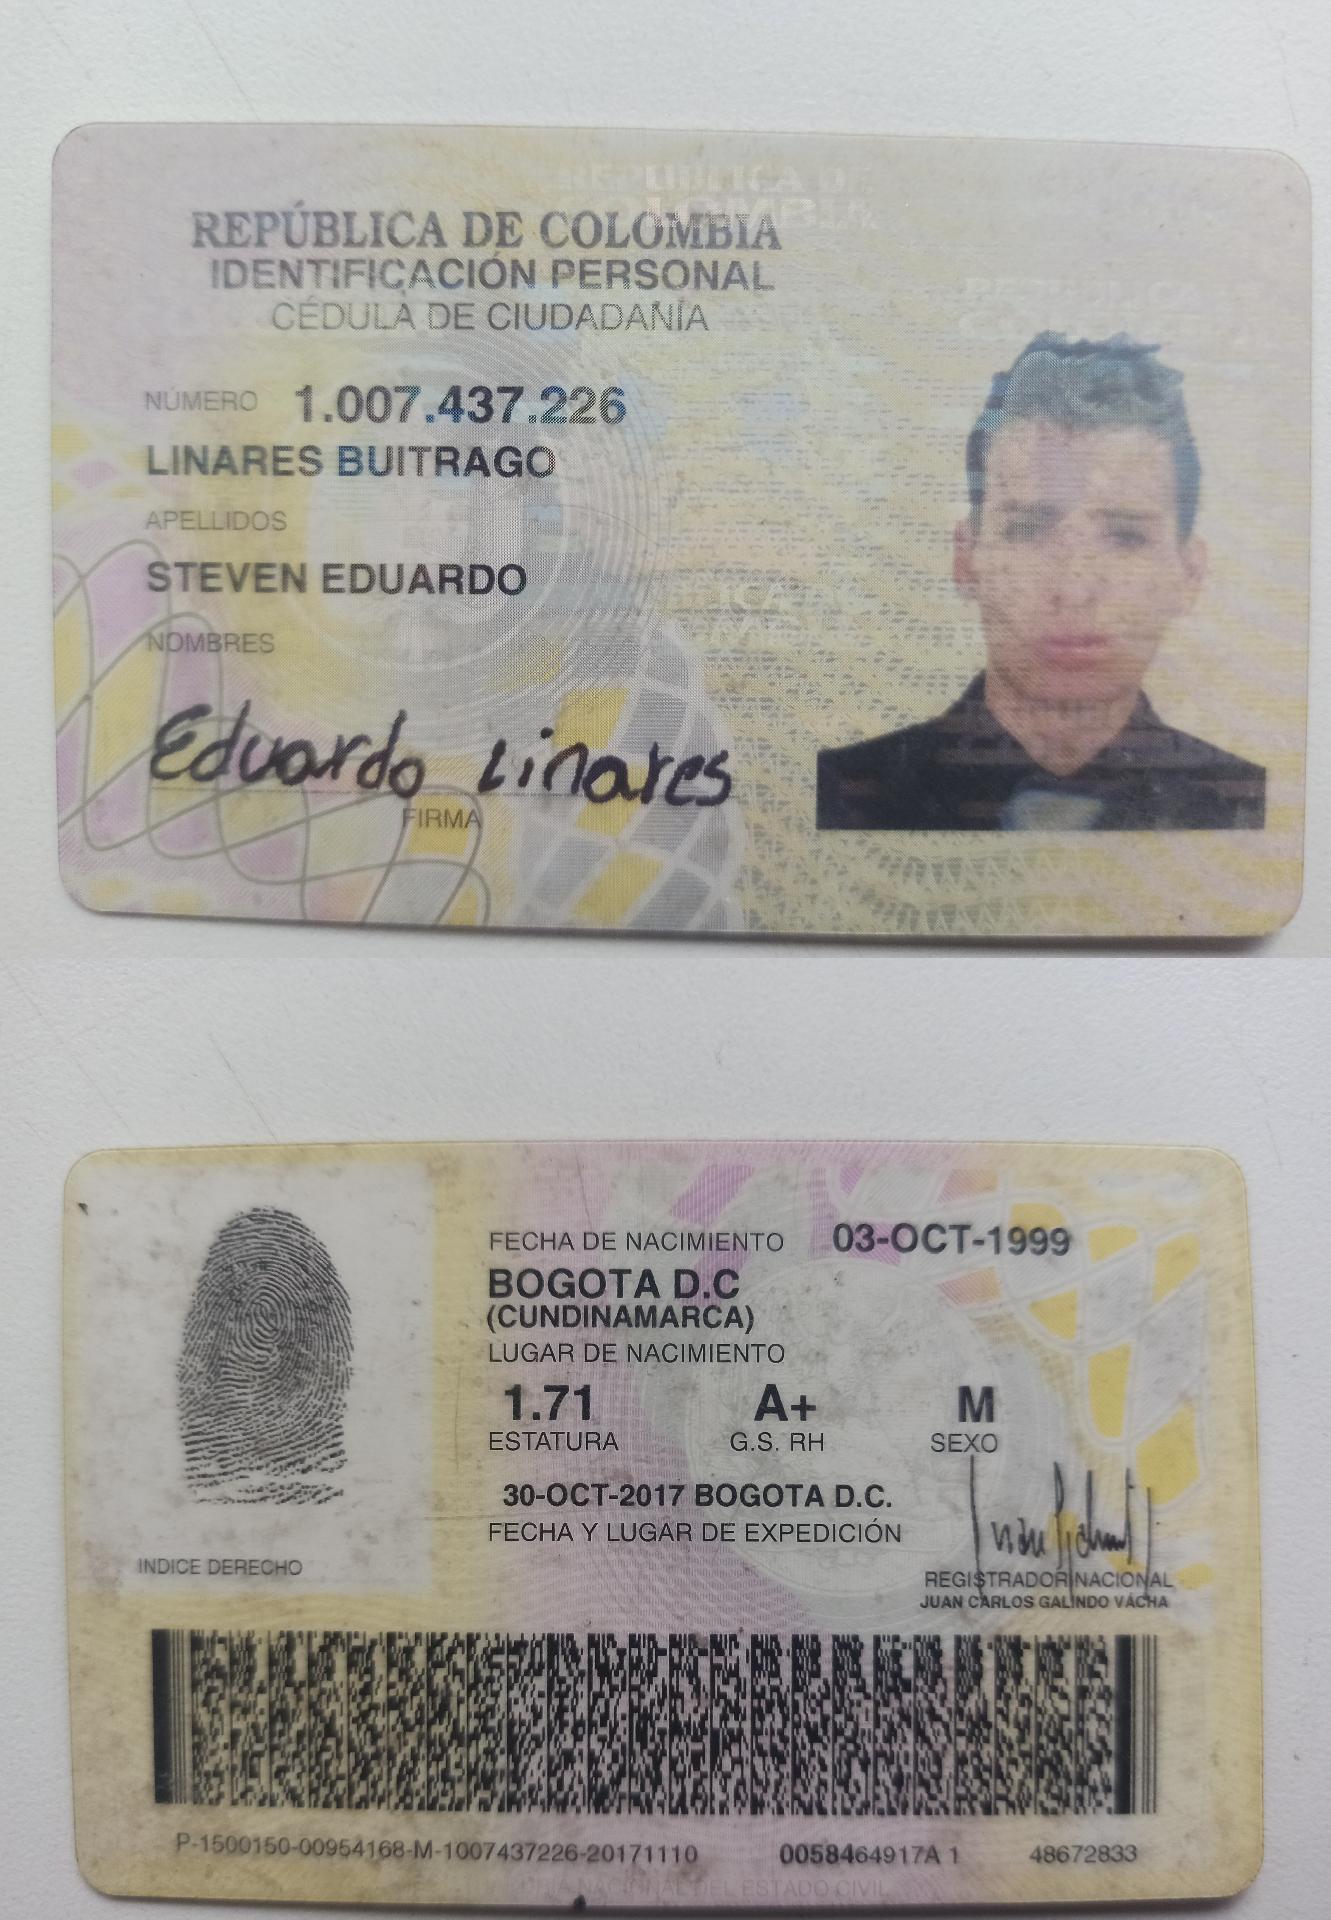 REPÚBLICA DE COLOMBIA
IDENTIFICACIÓN PERSONAL
CÉDULA DE CIUDADANÍA
NÚMERO 1.007.437.226
LINARES BUITRAGO
APELLIDOS
STEVEN EDUARDO
NOMBRES
Eduardo Linares
FIRMA
FECHA DE NACIMIENTO 03-OCT-1999
BOGOTA D.C
(CUNDINAMARCA)
LUGAR DE NACIMIENTO
1.71 A+ M
ESTATURA G.S. RH SEXO
30-OCT-2017 BOGOTA D.C.
FECHA Y LUGAR DE EXPEDICIÓN
INDICE DERECHO
REGISTRADOR NACIONAL
JUAN CARLOS GALINDO VÁCHA
P-1500150-00954168-M-1007437226-20171110 0058464917A 1 48672833
NACIONAL DEL ESTADO CIVIL